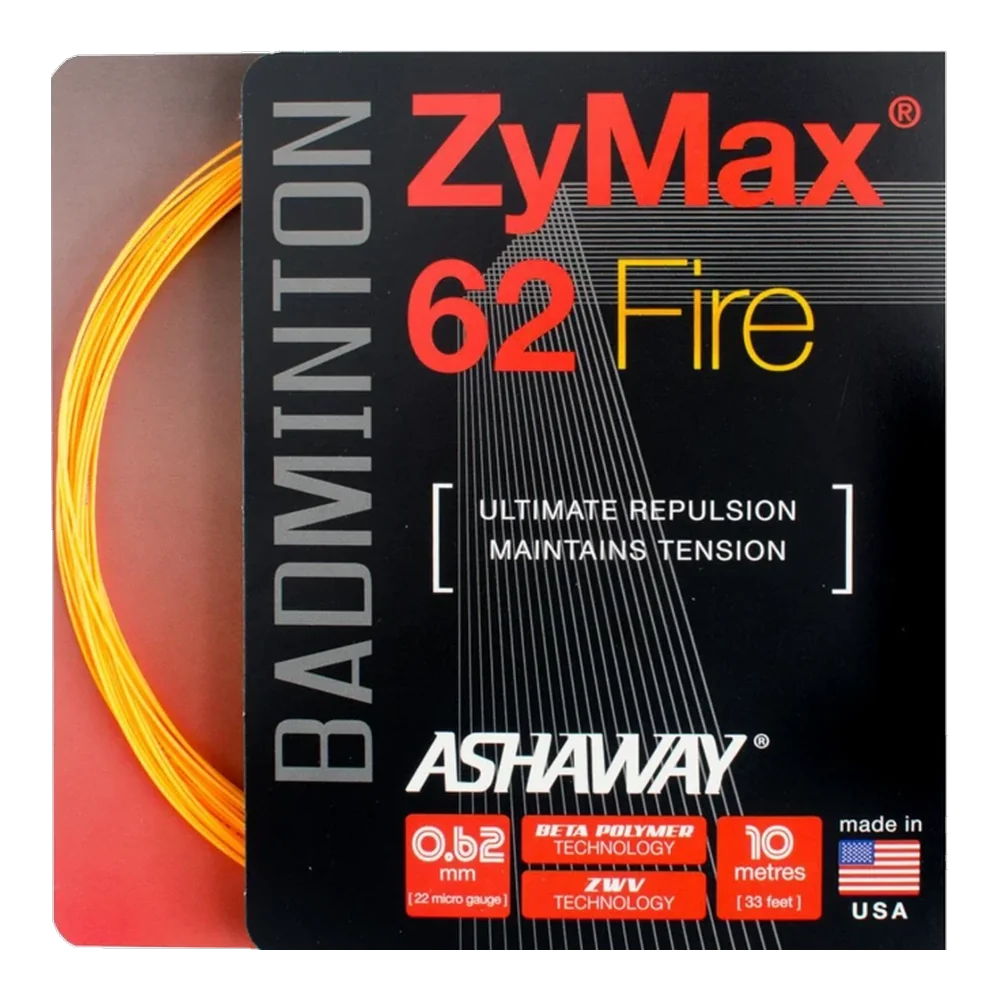 BADMINTON
ZyMax®
62 Fire
ULTIMATE REPULSION
MAINTAINS TENSION
ASHAWAY®
0.62
mm
[ 22 micro gauge ]
BETA POLYMER
TECHNOLOGY
ZWV
TECHNOLOGY
10
metres
[ 33 feet ]
made in
USA